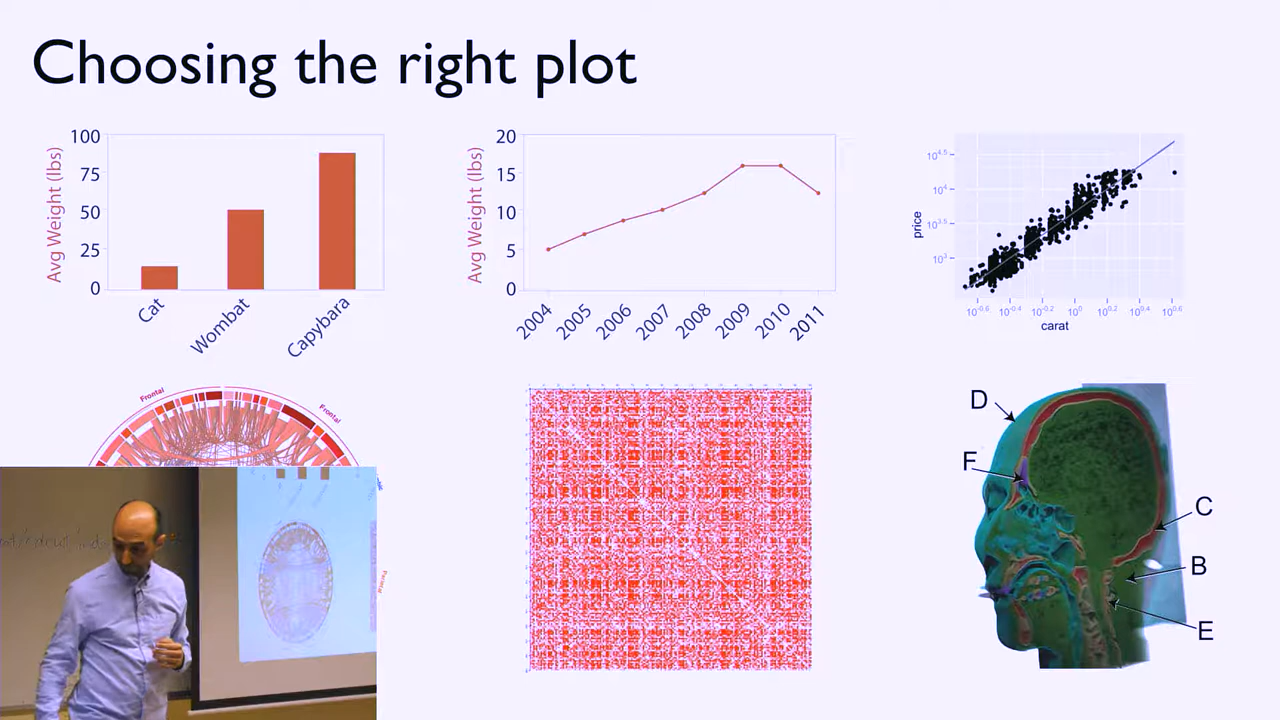 Choosing the right plot
Avg Weight (lbs)
100
75
50
25
0
Cat
Wombat
Capybara
Avg Weight (lbs)
20
15
10
5
0
2004
2005
2006
2007
2008
2009
2010
2011
price
10^4.5
10^4
10^3.5
10^3
10^-0.6
10^-0.4
10^-0.2
10^0
10^0.2
10^0.4
10^0.6
carat
Frontal
Frontal
Parietal
D
F
C
B
E